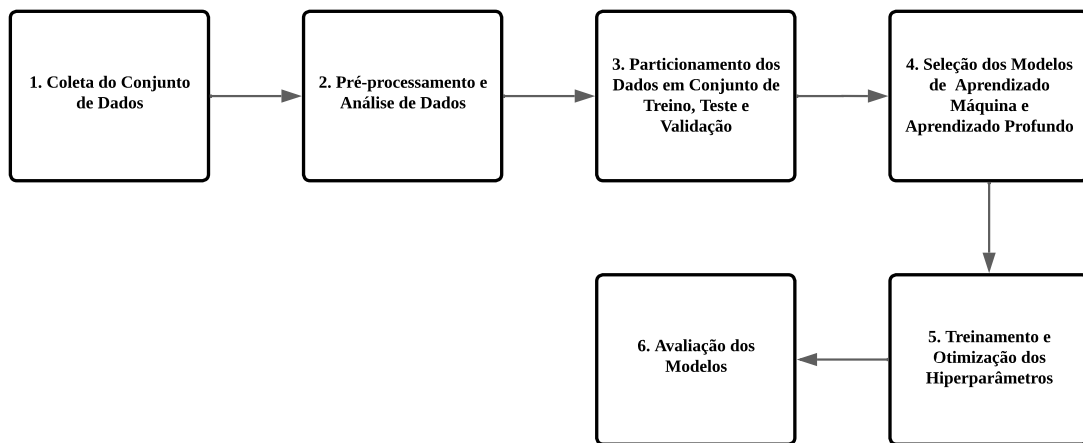 1. Coleta do Conjunto
de Dados
2. Pré-processamento e
Análise de Dados
3. Particionamento dos
Dados em Conjunto de
Treino, Teste e
Validação
4. Seleção dos Modelos
de Aprendizado
Máquina e
Aprendizado Profundo
5. Treinamento e
Otimização dos
Hiperparâmetros
6. Avaliação dos
Modelos